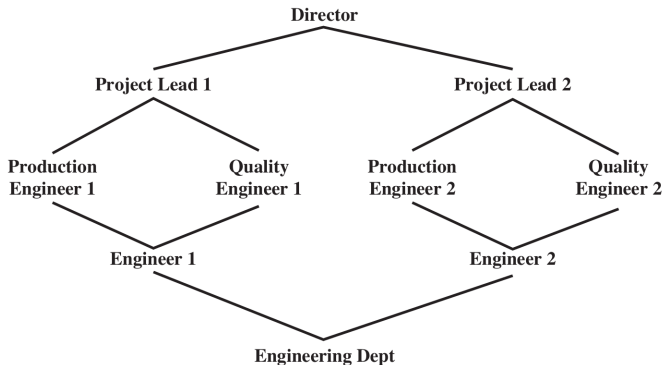 Director
Project Lead 1
Project Lead 2
Production
Engineer 1
Quality
Engineer 1
Production
Engineer 2
Quality
Engineer 2
Engineer 1
Engineer 2
Engineering Dept